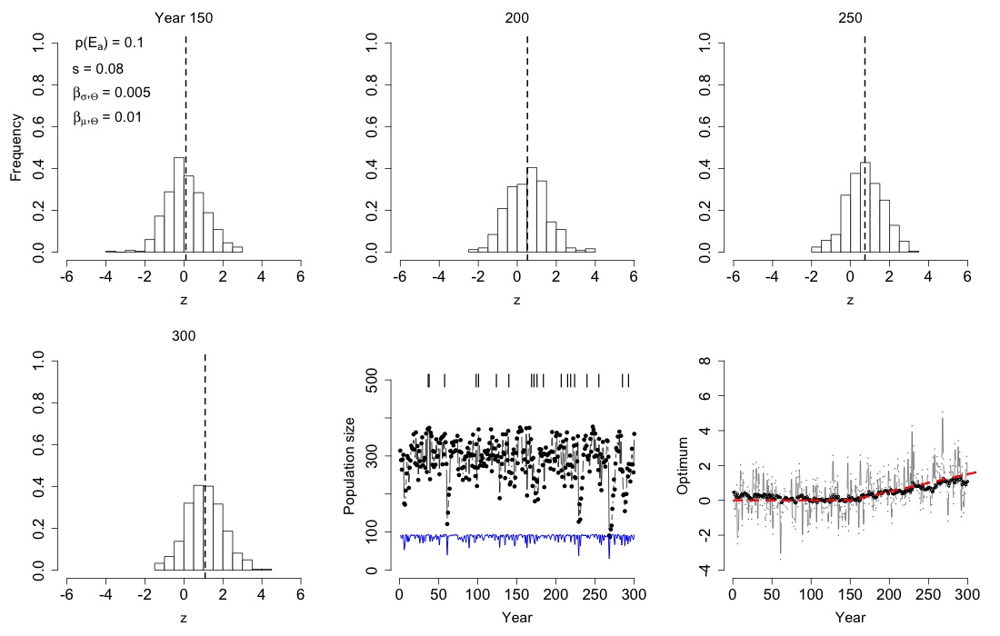 Year 150
200
250
p(Ea) = 0.1
s = 0.08
βσ,Θ = 0.005
βμ,Θ = 0.01
Frequency
0.0 0.2 0.4 0.6 0.8 1.0
-6 -4 -2 0 2 4 6
z
0.0 0.2 0.4 0.6 0.8 1.0
-6 -4 -2 0 2 4 6
z
0.0 0.2 0.4 0.6 0.8 1.0
-6 -4 -2 0 2 4 6
z
300
0.0 0.2 0.4 0.6 0.8 1.0
-6 -4 -2 0 2 4 6
z
Population size
0 100 300 500
0 50 100 150 200 250 300
Year
Optimum
-4 -2 0 2 4 6 8
0 50 100 150 200 250 300
Year